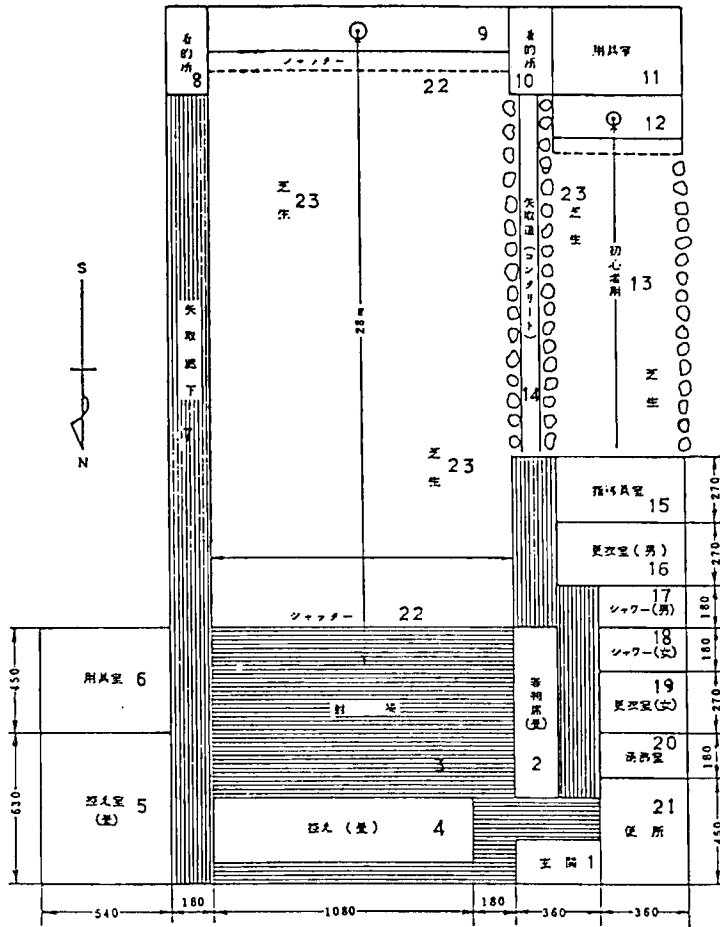 看的所
8
9
看的所
10
用具室
11
シャッター
22
12
芝生
23
矢取道(コンクリート)
23
芝生
初心者用
13
S
N
28m
矢取廊下
7
14
芝生
芝生
23
指導員室
15
270
更衣室(男)
16
270
17
シャワー(男)
180
シャッター
22
18
シャワー(女)
180
用具室
6
450
射場
3
審判席(畳)
2
19
更衣室(女)
270
20
洗濯室
180
控え室
(畳)
5
630
控え(畳)
4
21
便所
450
玄関
1
540
180
1080
180
360
360